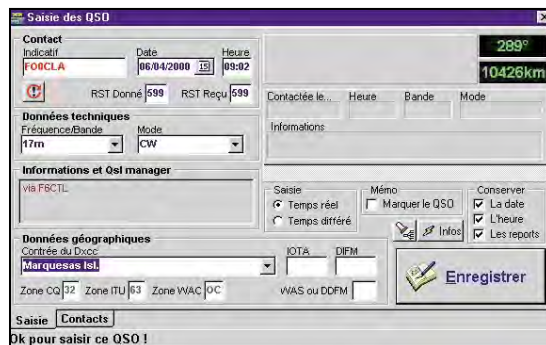 Saisie des QSO
Contact
Indicatif Date Heure
FO0CLA 06/04/2000 15 09:02
RST Donné 599 RST Reçu 599
289°
10426km
Contactée le... Heure Bande Mode
Informations
Données techniques
Fréquence/Bande Mode
17m CW
Informations et Qsl manager
via F6CTL
Saisie
Temps réel
Temps différé
Mémo
Marquer le QSO
Infos
Conserver
La date
L'heure
Les reports
Données géographiques
Contrée du Dxcc IOTA DIFM
Marquesas Isl.
Zone CQ 32 Zone ITU 63 Zone WAC OC WAS ou DDFM
Enregistrer
Saisie Contacts
Ok pour saisir ce QSO !